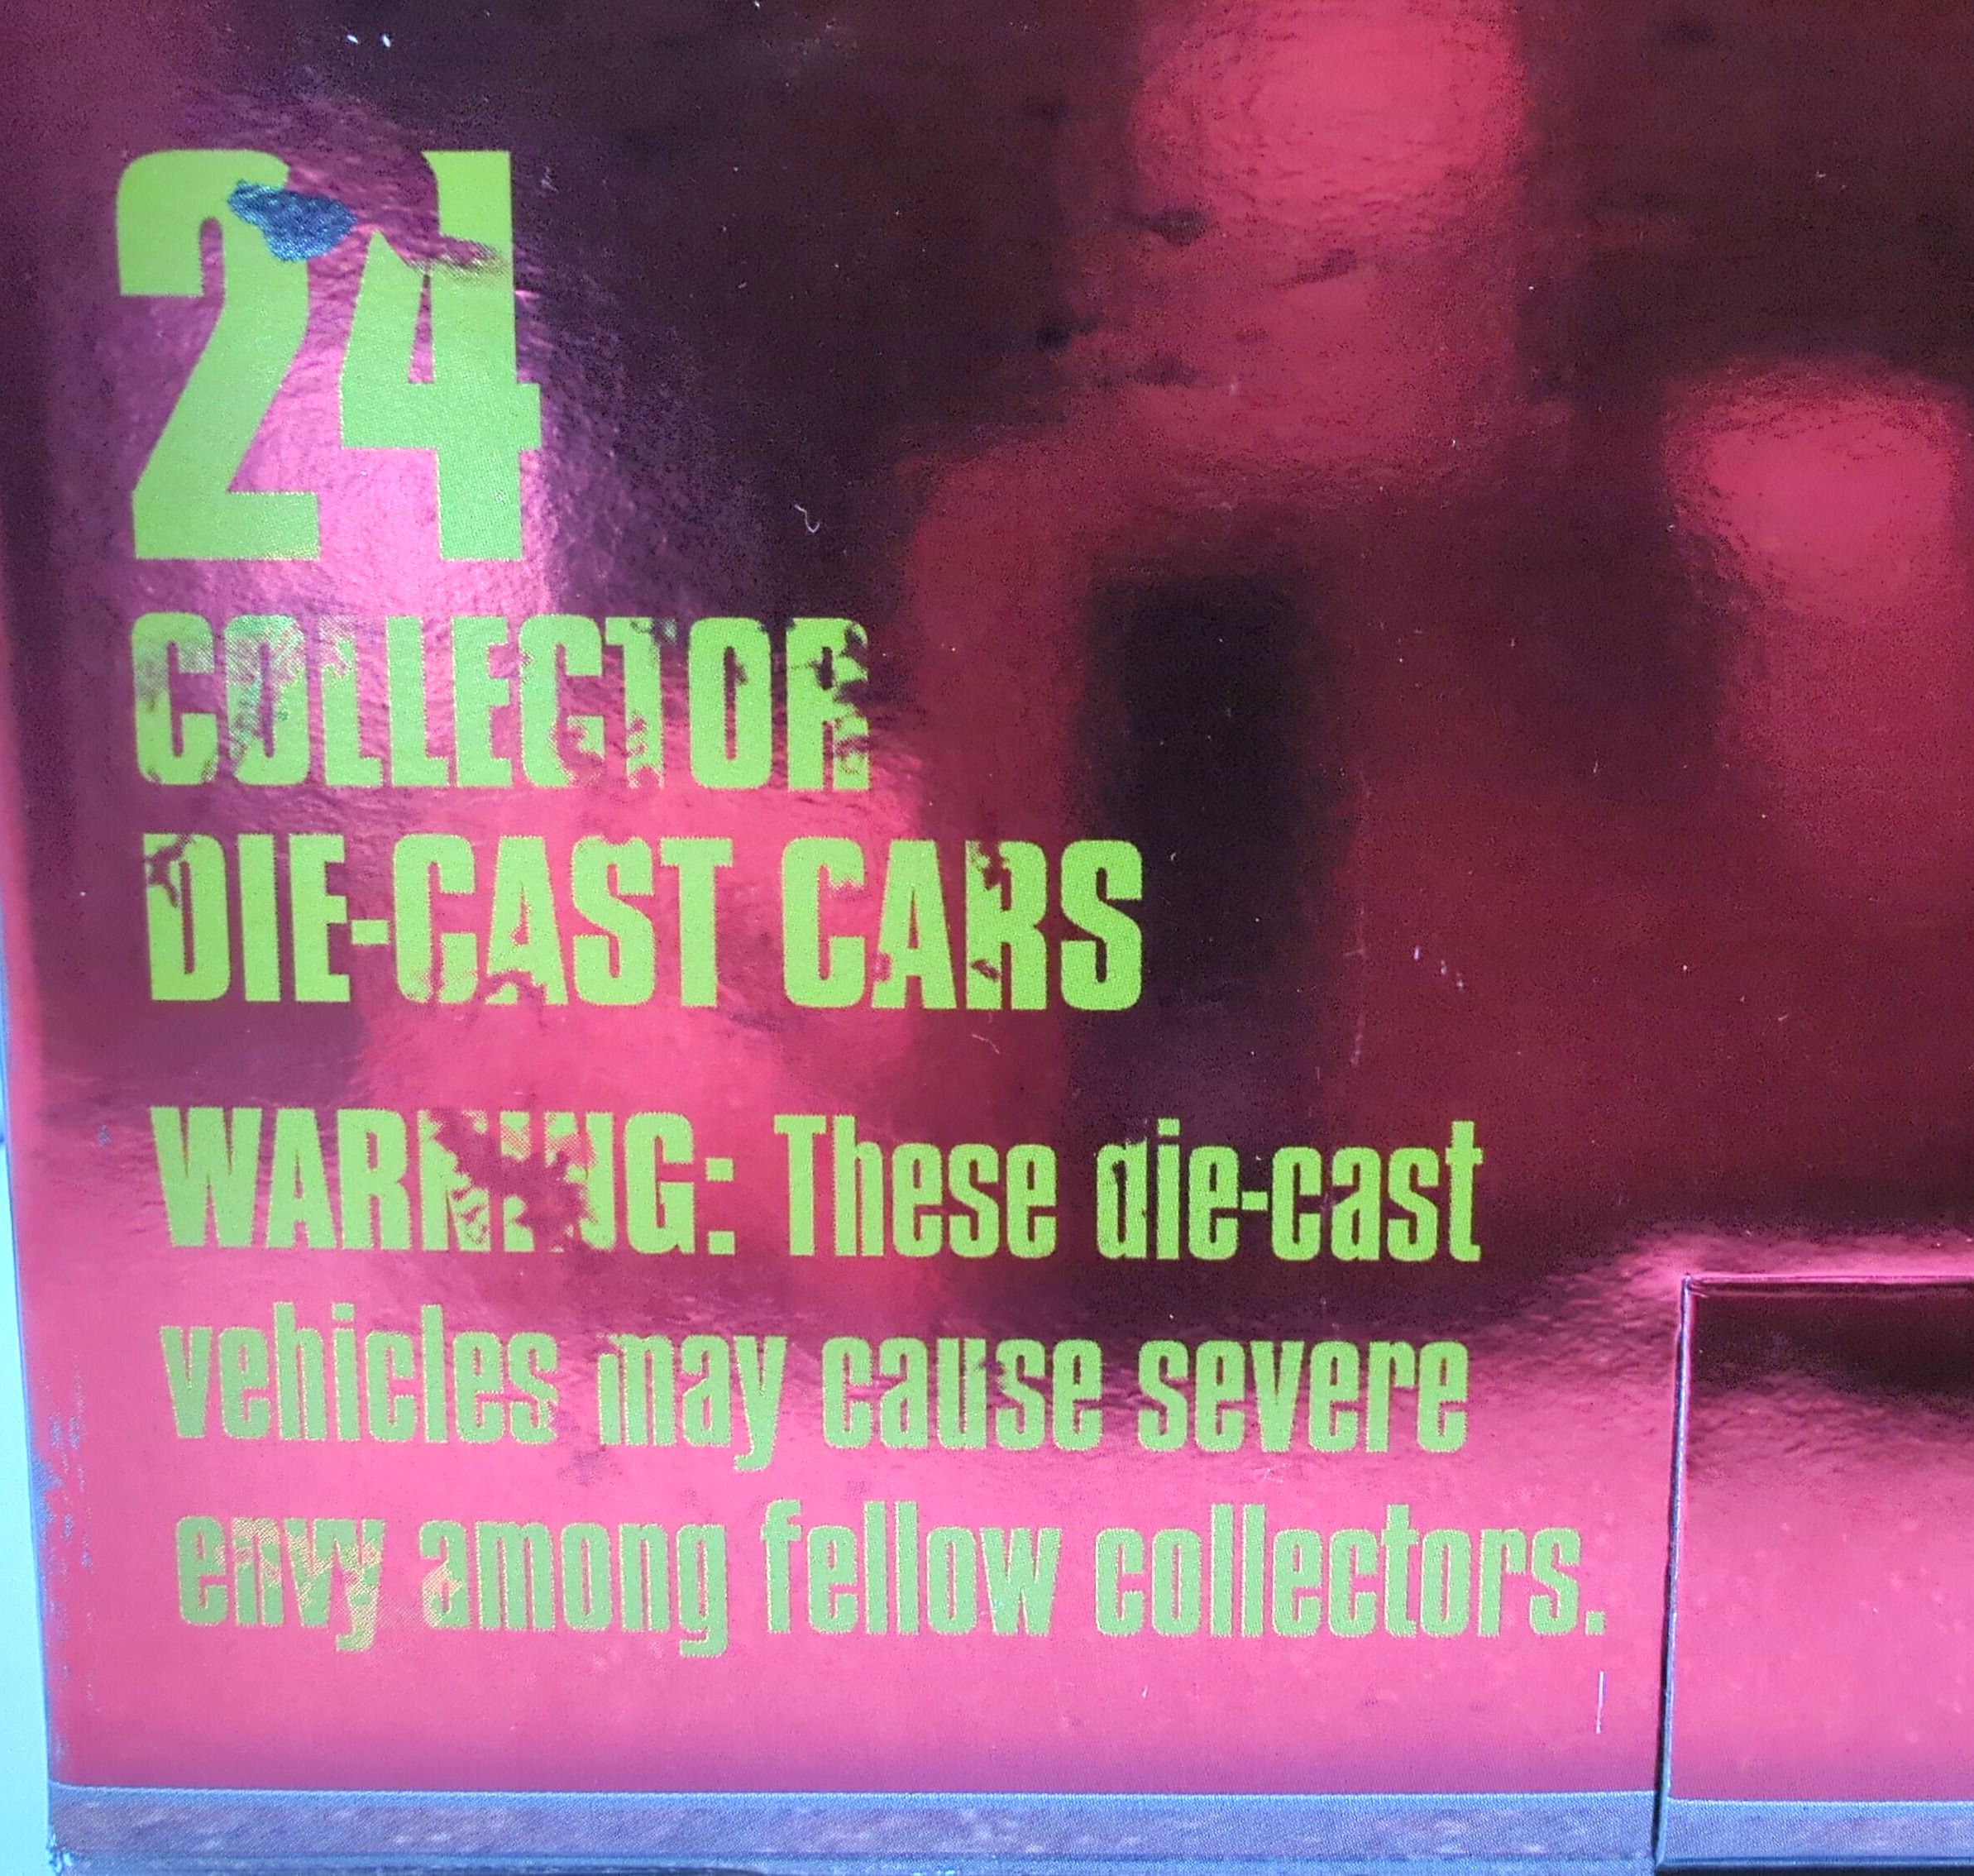 24
COLLECTOR
DIE-CAST CARS
WARNING: These die-cast
vehicles may cause severe
envy among fellow collectors.